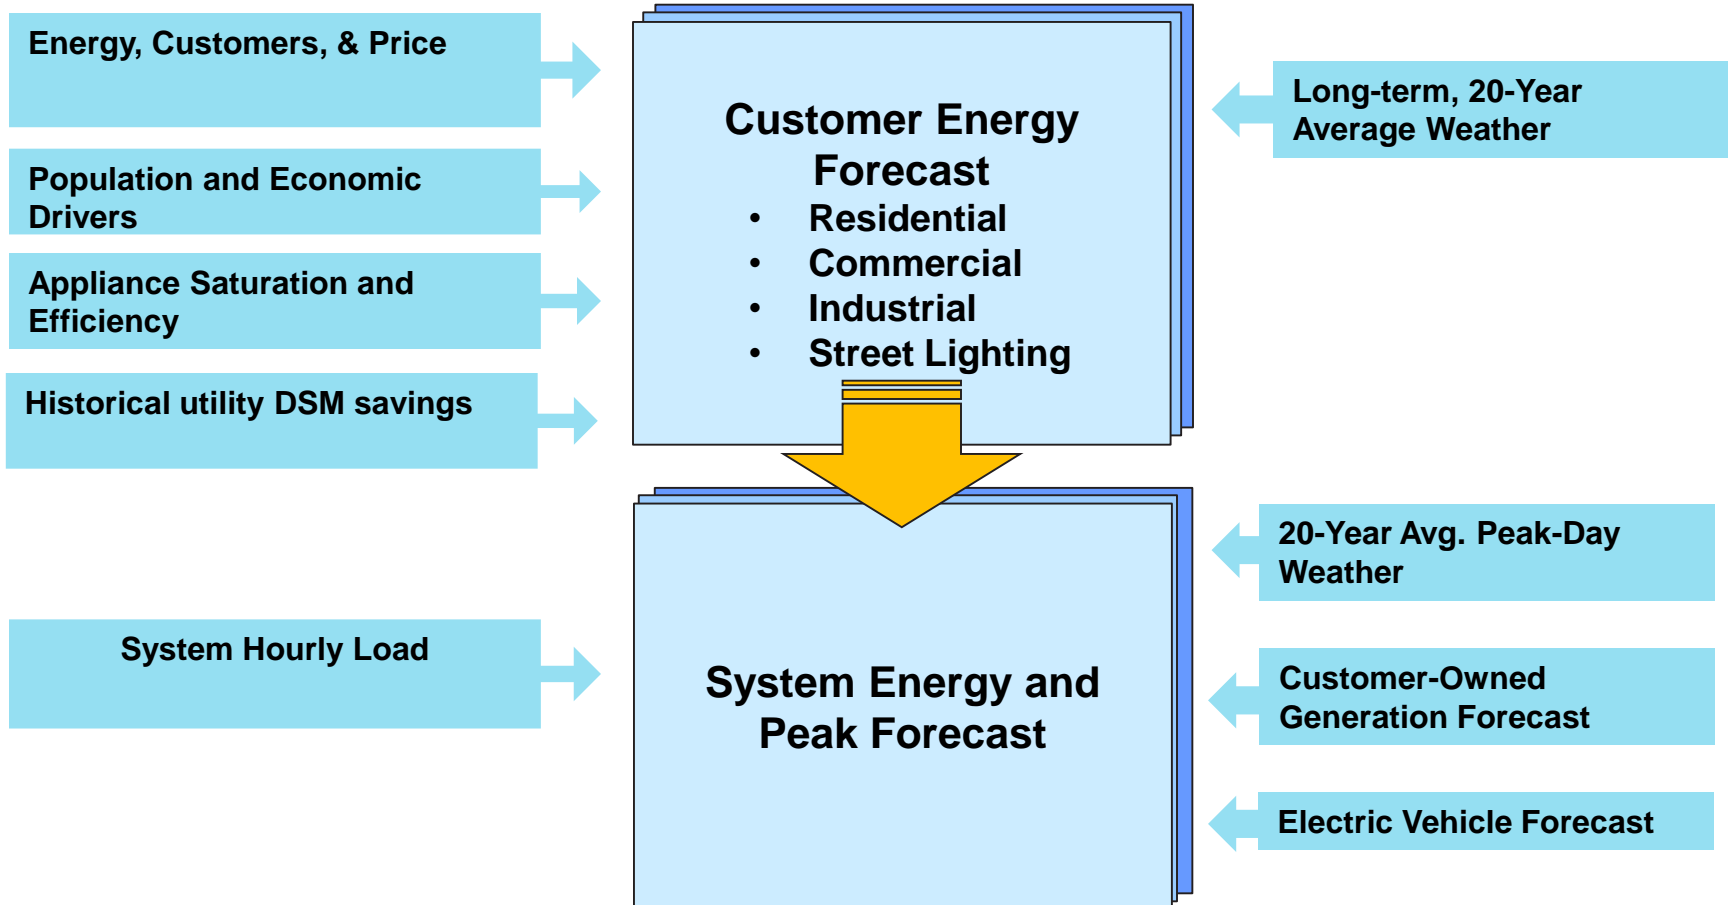 Energy, Customers, & Price
Population and Economic
Drivers
Appliance Saturation and
Efficiency
Historical utility DSM savings
Customer Energy
Forecast
• Residential
• Commercial
• Industrial
• Street Lighting
Long-term, 20-Year
Average Weather
System Hourly Load
System Energy and
Peak Forecast
20-Year Avg. Peak-Day
Weather
Customer-Owned
Generation Forecast
Electric Vehicle Forecast